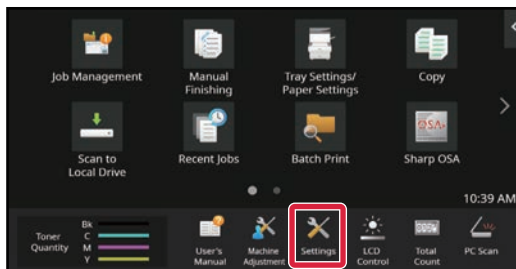 Job Management
Manual
Finishing
Tray Settings/
Paper Settings
Copy
Scan to
Local Drive
Recent Jobs
Batch Print
OSA
Sharp OSA
10:39 AM
Toner
Quantity
Bk
C
M
Y
User's
Manual
Machine
Adjustment
Settings
LCD
Control
Total
Count
PC Scan